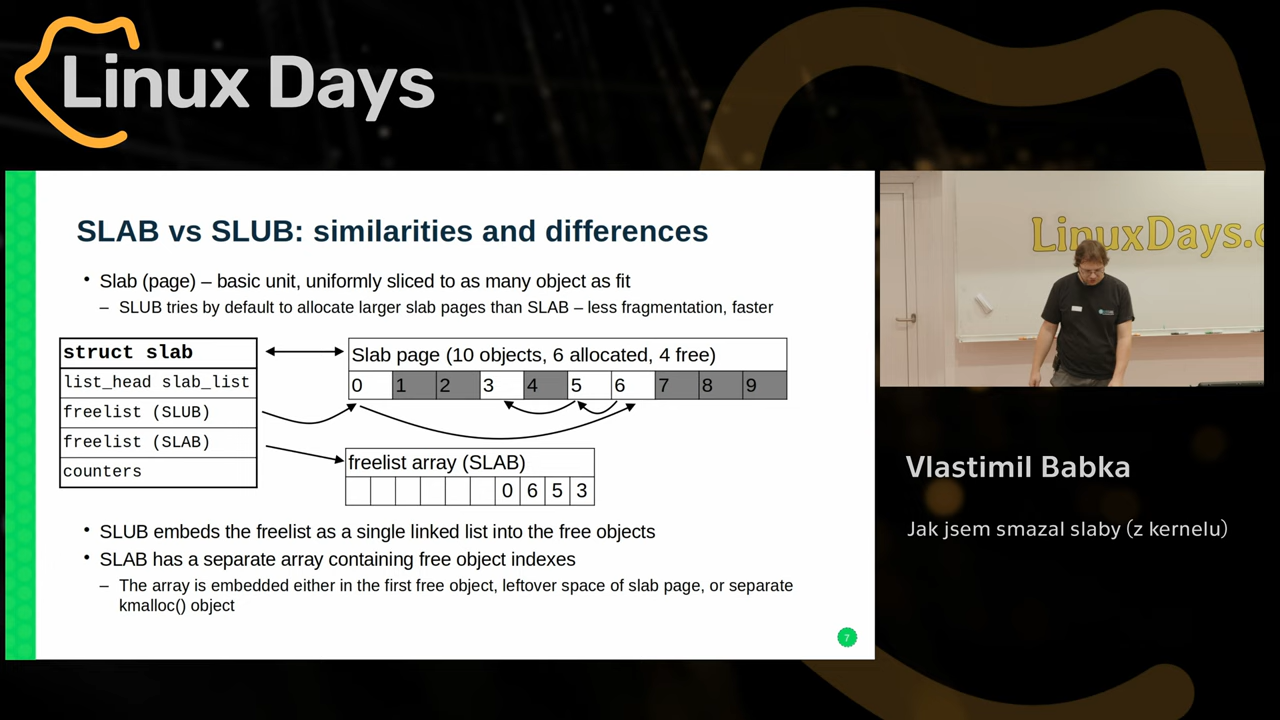 Linux Days
SLAB vs SLUB: similarities and differences
• Slab (page) – basic unit, uniformly sliced to as many object as fit
– SLUB tries by default to allocate larger slab pages than SLAB – less fragmentation, faster
struct slab
list_head slab_list
freelist (SLUB)
freelist (SLAB)
counters
Slab page (10 objects, 6 allocated, 4 free)
0 1 2 3 4 5 6 7 8 9
freelist array (SLAB)
0 6 5 3
• SLUB embeds the freelist as a single linked list into the free objects
• SLAB has a separate array containing free object indexes
– The array is embedded either in the first free object, leftover space of slab page, or separate
kmalloc() object
7
LinuxDays.c
Vlastimil Babka
Jak jsem smazal slaby (z kernelu)